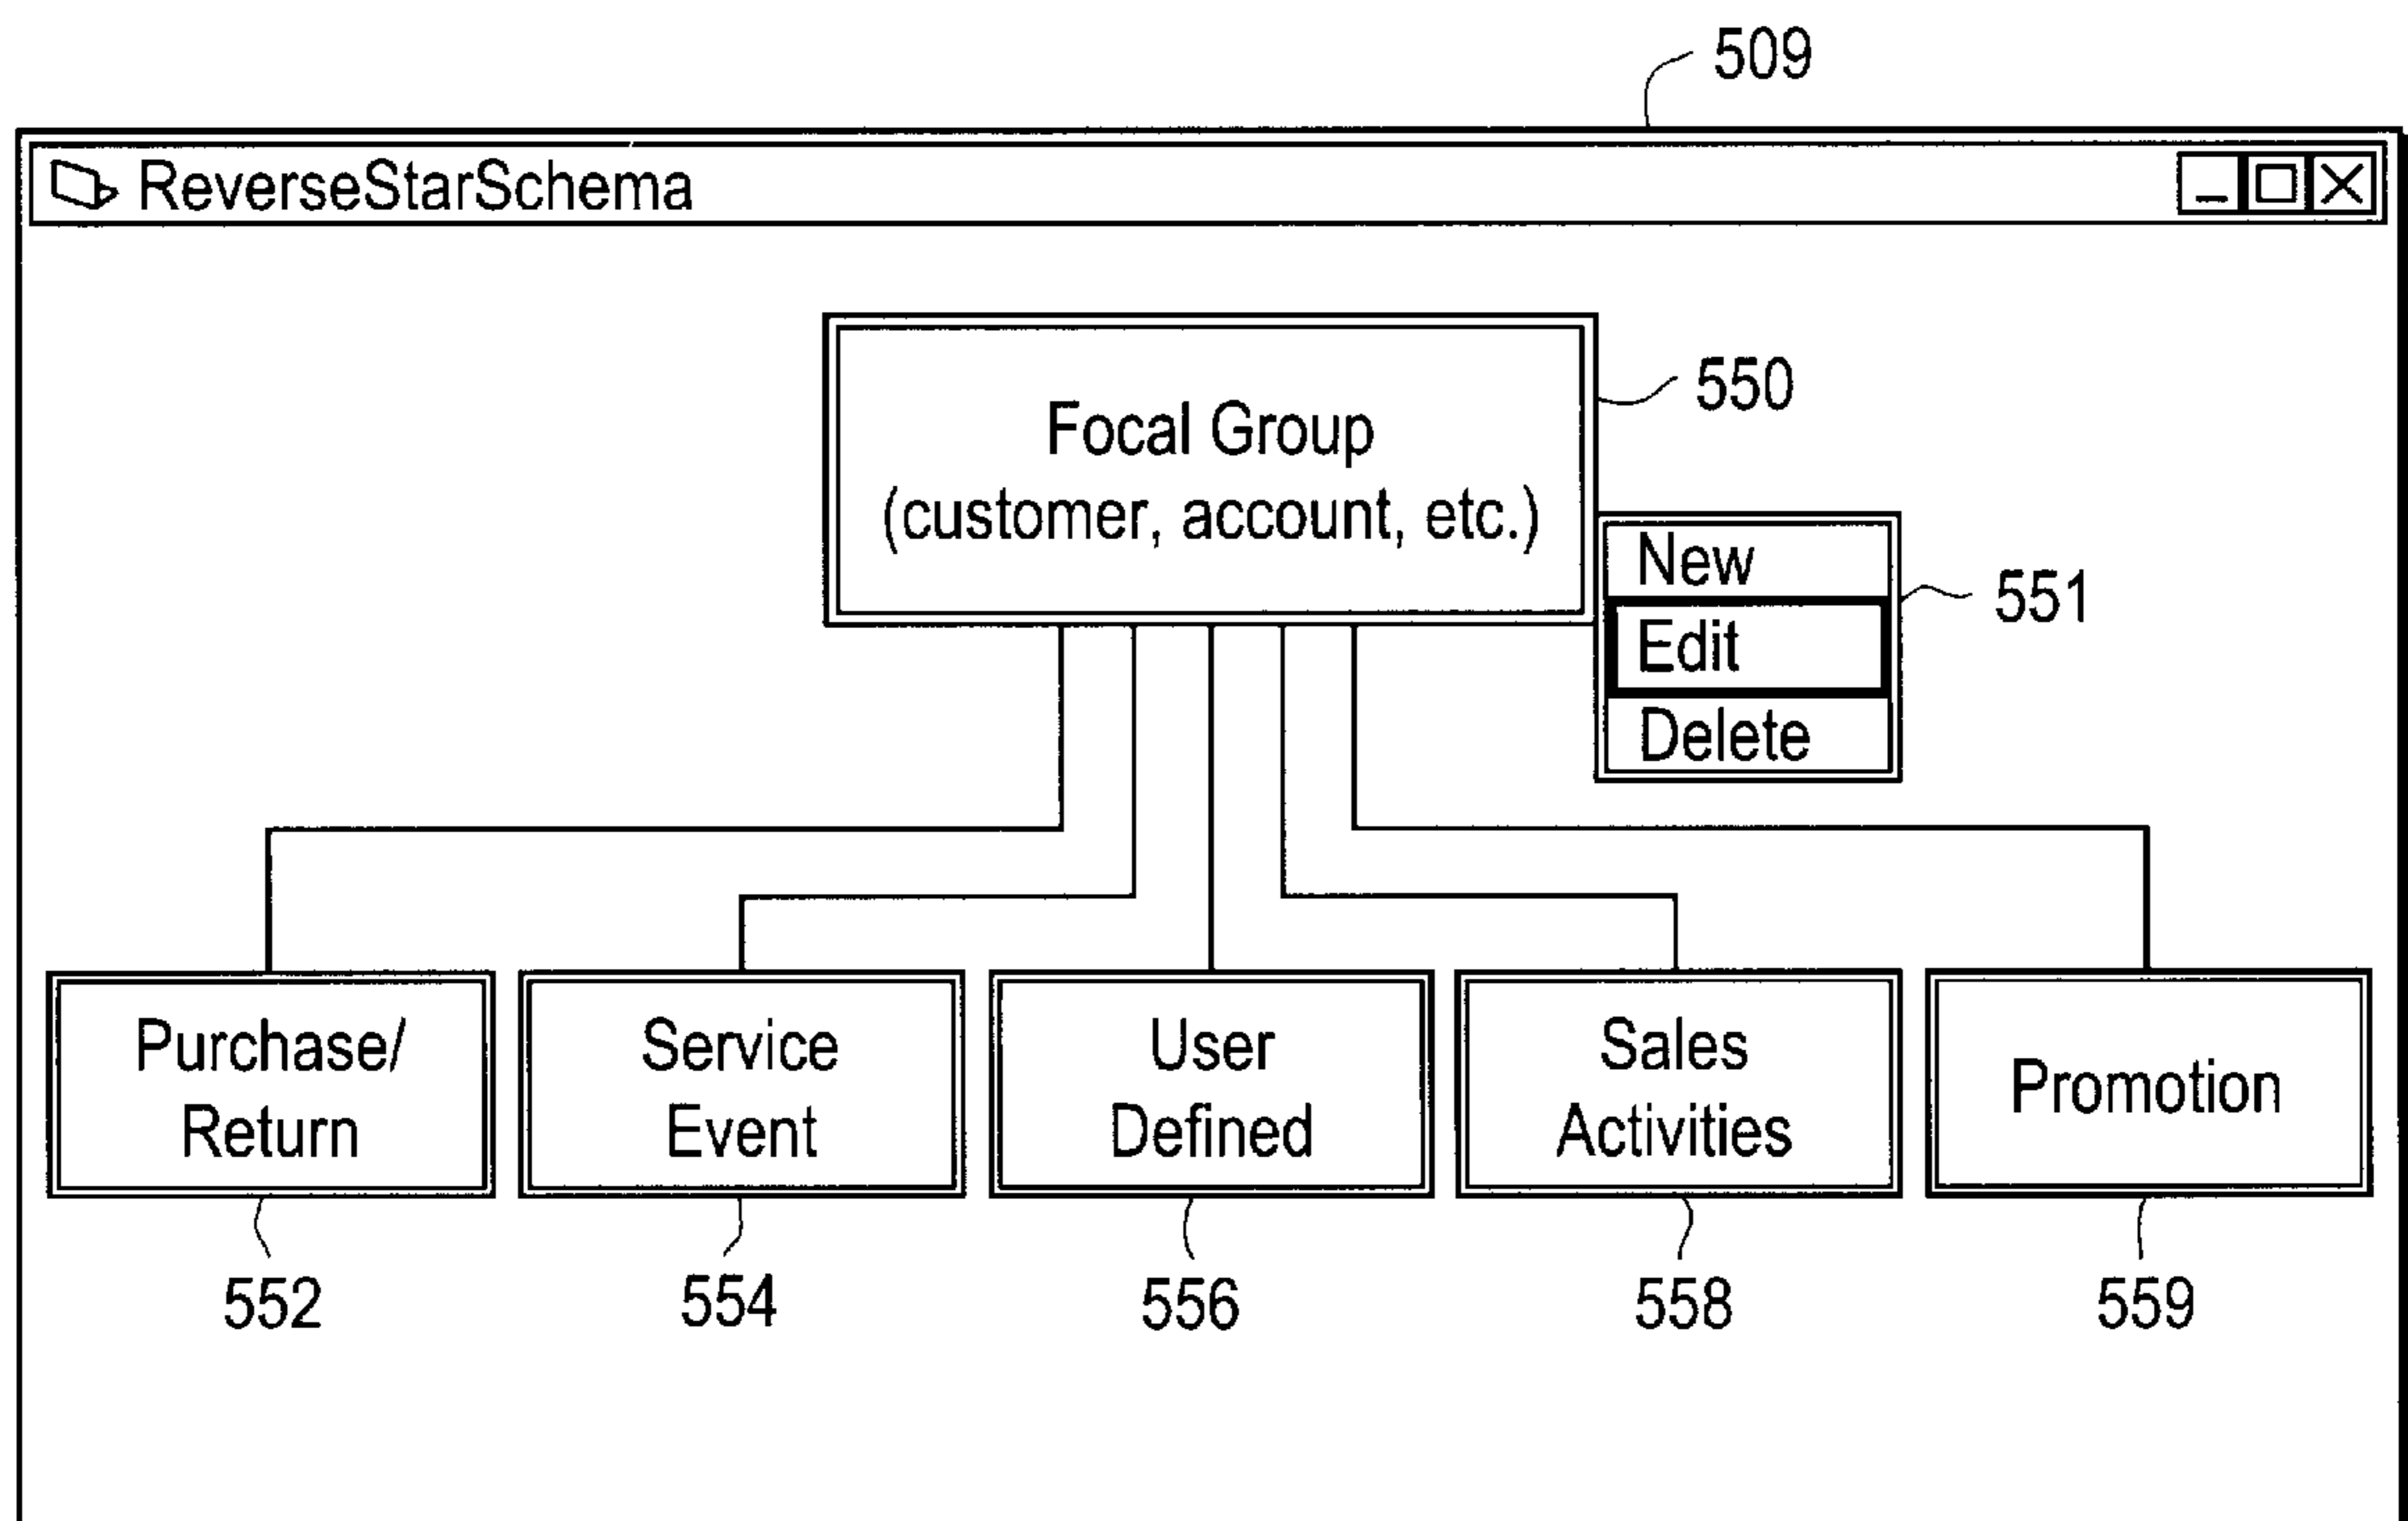 509
ReverseStarSchema
Focal Group
(customer, account, etc.)
550
New
Edit
Delete
551
Purchase/
Return
Service
Event
User
Defined
Sales
Activities
Promotion
552
554
556
558
559